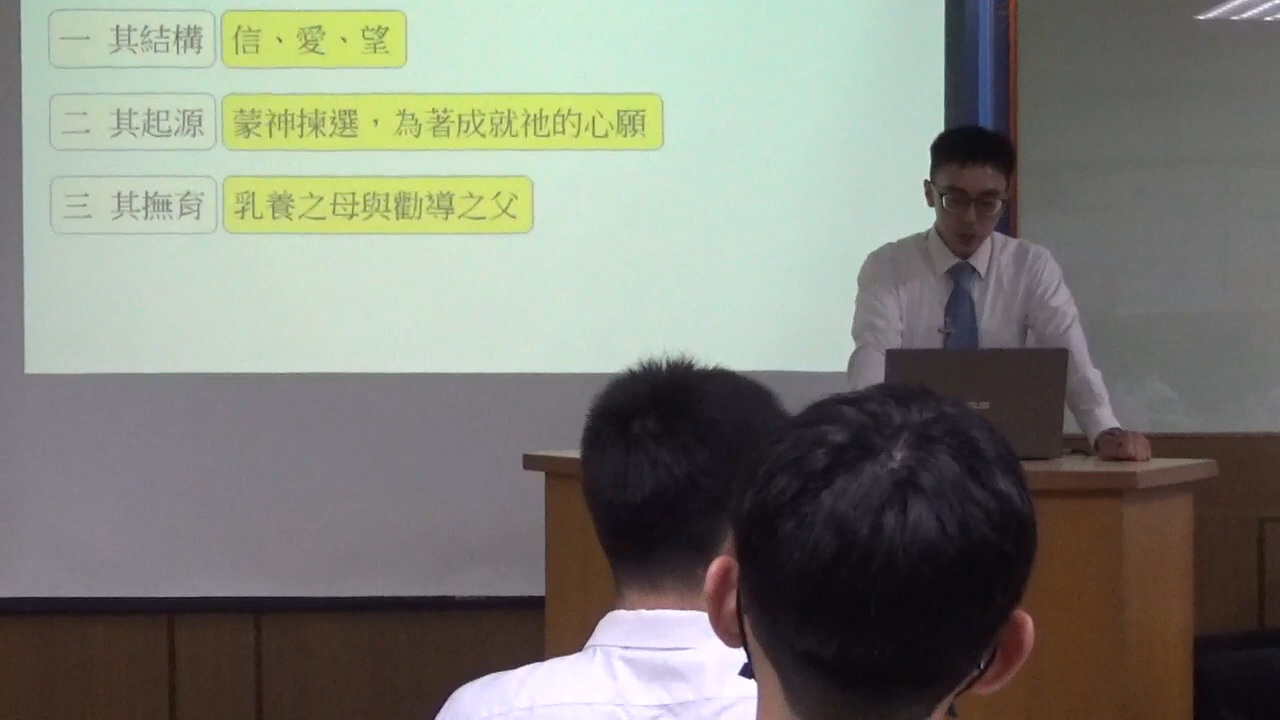 一 其結構 信、愛、望
二 其起源 蒙神揀選，為著成就祂的心願
三 其撫育 乳養之母與勸導之父